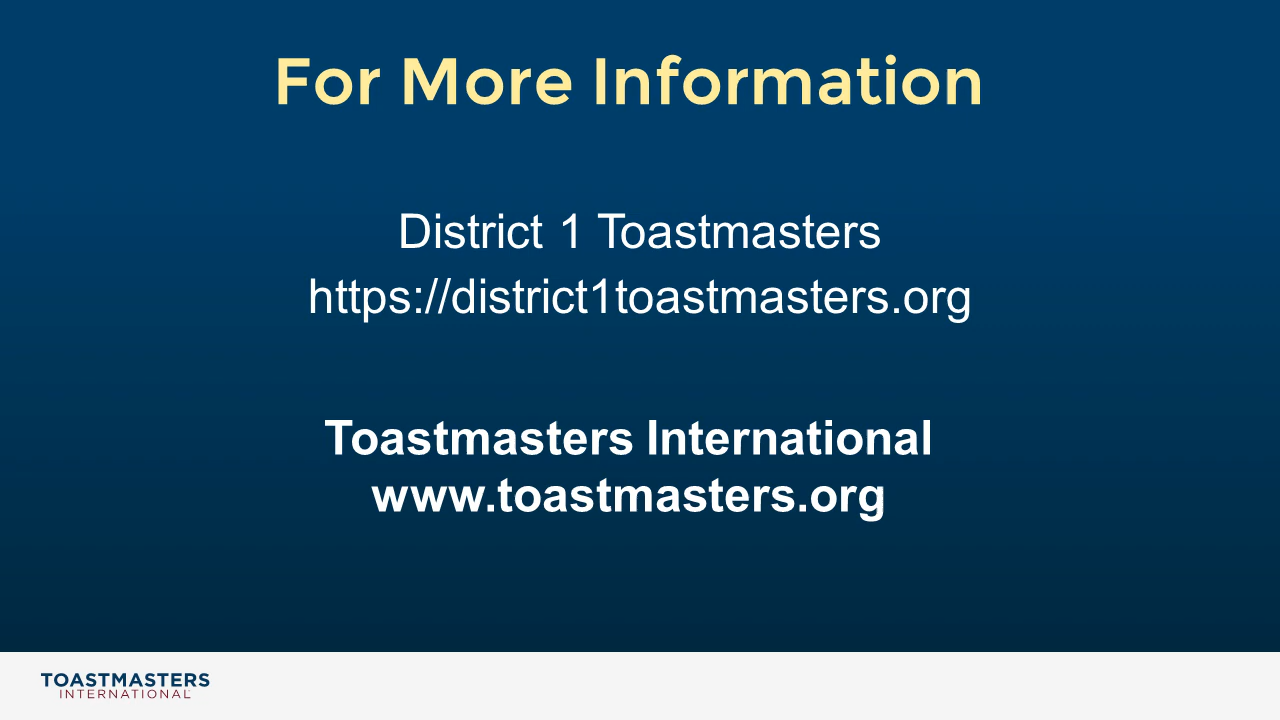 For More Information
District 1 Toastmasters
https://district1toastmasters.org
Toastmasters International
www.toastmasters.org
TOASTMASTERS
INTERNATIONAL